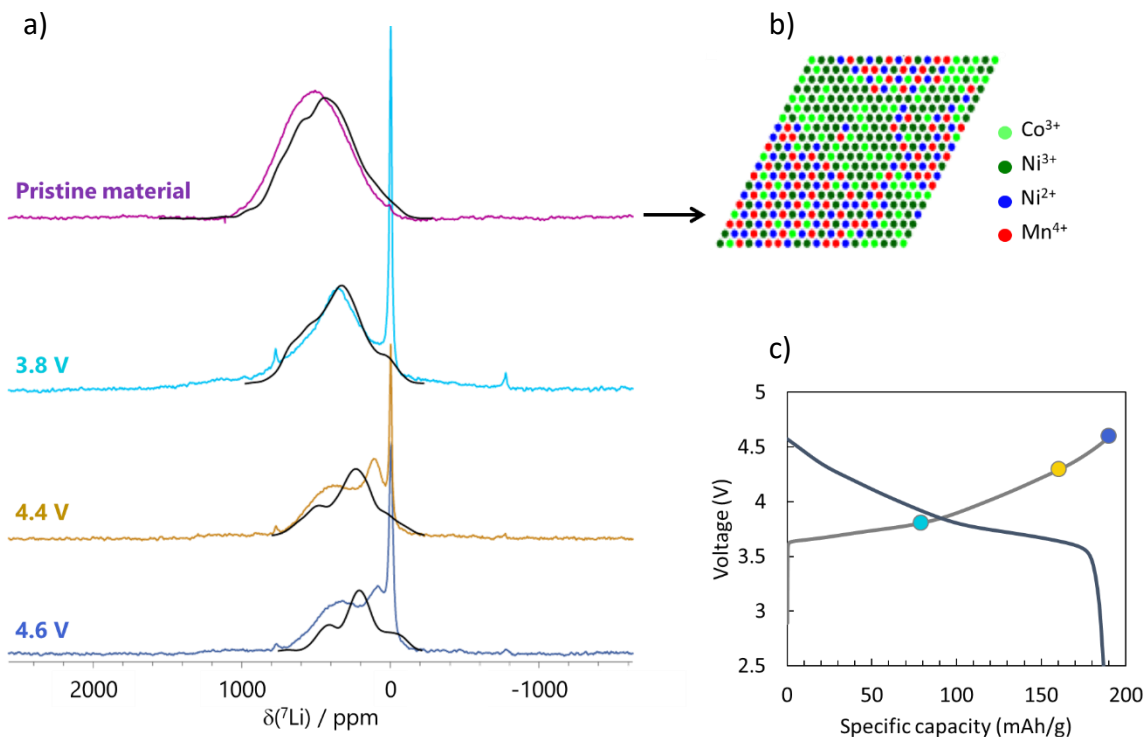 a)
Pristine material
3.8 V
4.4 V
4.6 V
2000 1000 0 -1000
δ(⁷Li) / ppm
b)
Co³⁺
Ni³⁺
Ni²⁺
Mn⁴⁺
c)
5
4.5
4
3.5
3
2.5
Voltage (V)
0 50 100 150 200
Specific capacity (mAh/g)